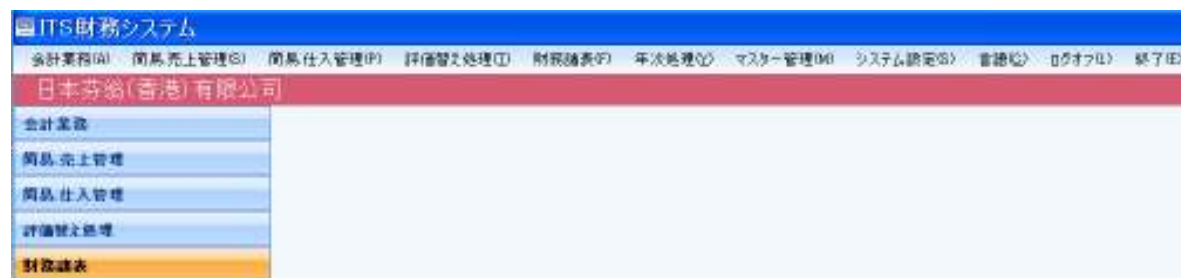 ITS財務システム
会計業務(A) 簡易.売上管理(S) 簡易.仕入管理(P) 評価替え処理(T) 財務諸表(F) 年次処理(Y) マスター管理(M) システム設定(S) 言語(L) ログオフ(L) 終了(E)
日本芬翁(香港)有限公司
会計業務
簡易.売上管理
簡易.仕入管理
評価替え処理
財務諸表